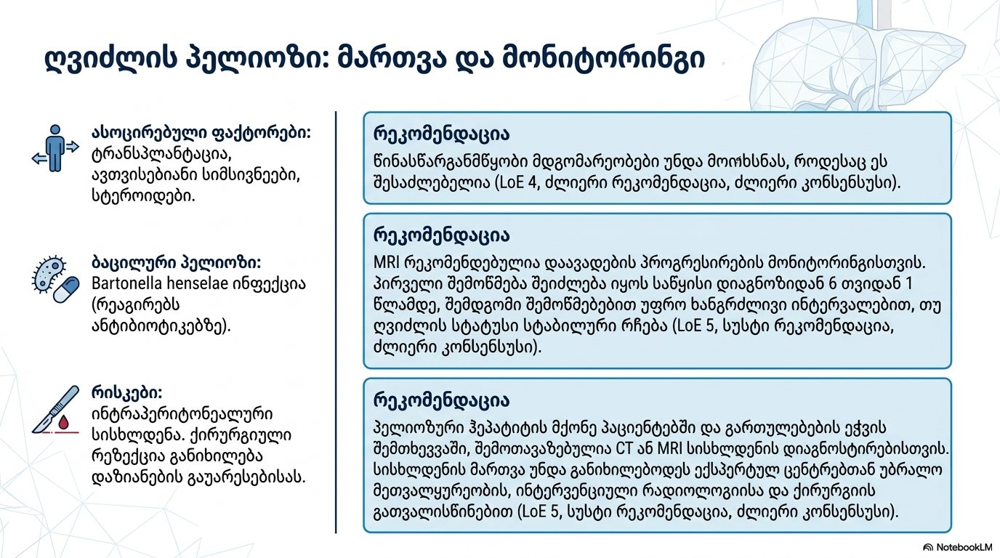 ღვიძლის პელიოზი: მართვა და მონიტორინგი
ასოცირებული ფაქტორები:
ტრანსპლანტაცია,
ავთვისებიანი სიმსივნეები,
სტეროიდები.
ბაცილური პელიოზი:
Bartonella henselae ინფექცია
(რეაგირებს
ანტიბიოტიკებზე).
რისკები:
ინტრაპერიტონეალური
სისხლდენა. ქირურგიული
რეზექცია განიხილება
დაზიანების გაუარესებისას.
რეკომენდაცია
წინასწარგანმწყობი მდგომარეობები უნდა როდესაც ეს
შესაძლებელია (LoE 4, ძლიერი რეკომენდაცია, ძლიერი კონსენსუსი).
რეკომენდაცია
MRI რეკომენდებულია დაავადების პროგრესირების მონიტორინგისთვის.
პირველი შემოწმება შეიძლება იყოს საწყისი დიაგნოზიდან 6 თვიდან 1
წლამდე, შემდგომი შემოწმებებით უფრო ხანგრძლივი ინტერვალებით, თუ
ღვიძლის სტატუსი სტაბილური რჩება (LoE 5, სუსტი რეკომენდაცია,
ძლიერი კონსენსუსი).
რეკომენდაცია
პელიოზური ჰეპატიტის მქონე პაციენტებში და გართულებების ეჭვის
შემთხევვაში, შემოთავაზებულია CT ან MRI სისხლდენის დიაგნოსტირებისთვის.
სისხლდენის მართვა უნდა განიხილებოდეს ექსპერტულ ცენტრებთან უბრალო
მეთვალყურეობის, ინტერვენციული რადიოლოგიისა და ქირურგიის
გათვალისწინებით (LoE 5, სუსტი რეკომენდაცია, ძლიერი კონსენსუსი).
NotebookLM